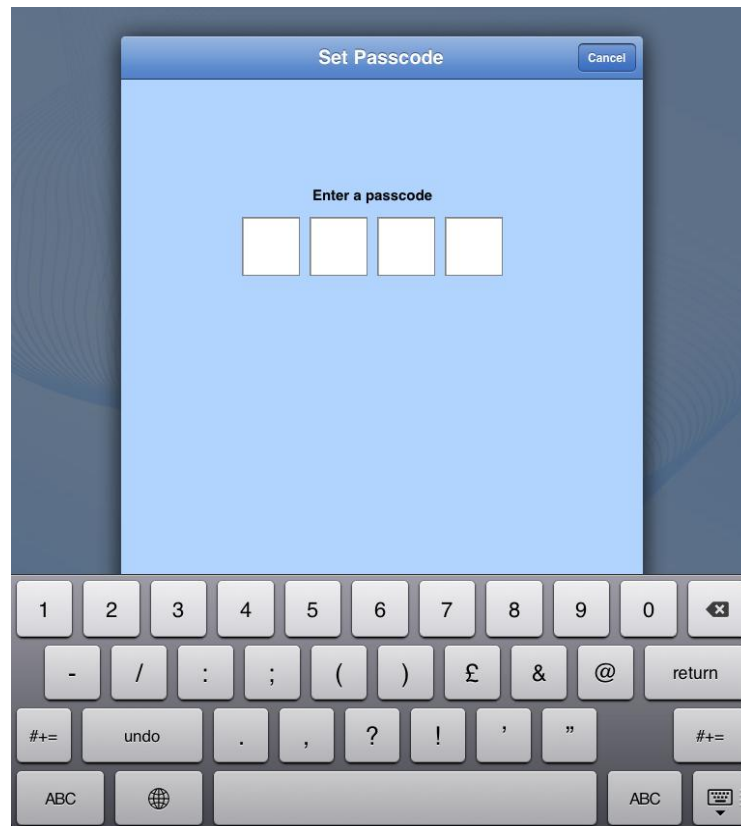 Set Passcode Cancel
Enter a passcode
1 2 3 4 5 6 7 8 9 0
- / : ; ( ) £ & @ return
#+= undo . , ? ! ’ ” #+=
ABC ABC